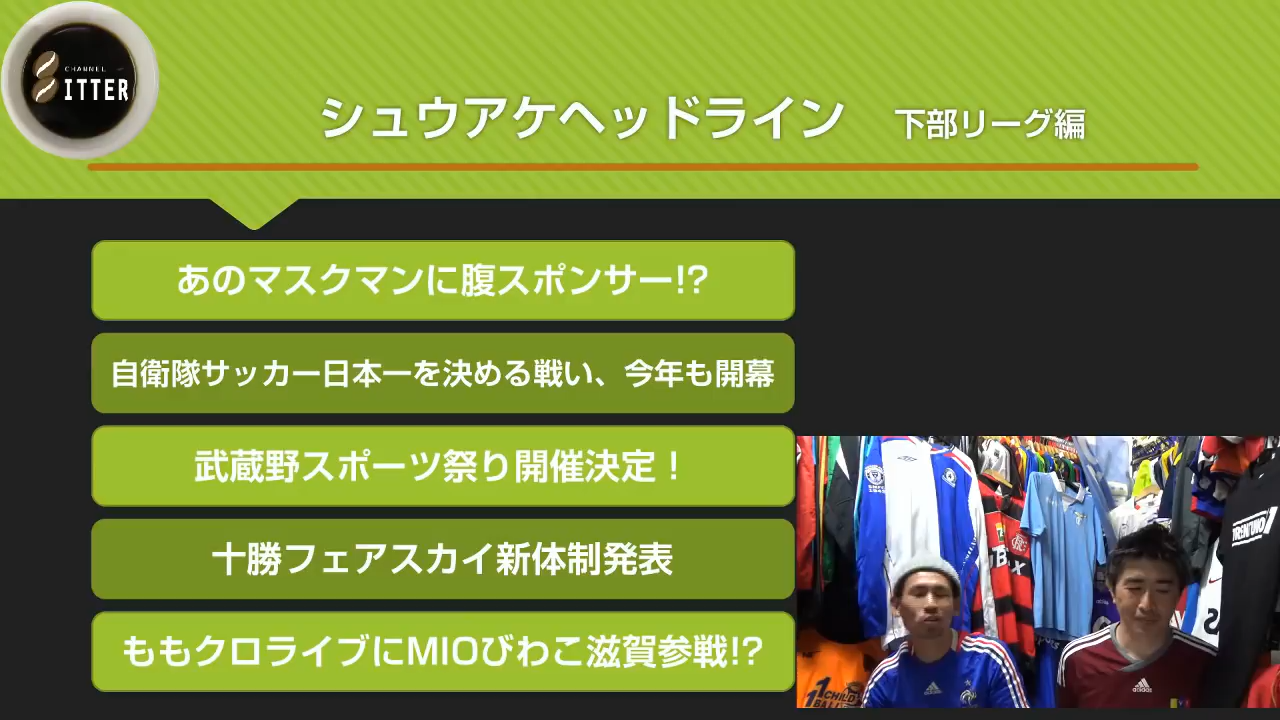 CHANNEL
ITTER
シュウアケヘッドライン 下部リーグ編
あのマスクマンに腹スポンサー!?
自衛隊サッカー日本一を決める戦い、今年も開幕
武蔵野スポーツ祭り開催決定！
十勝フェアスカイ新体制発表
ももクロライブにMIOびわこ滋賀参戦!?
adidas
adidas